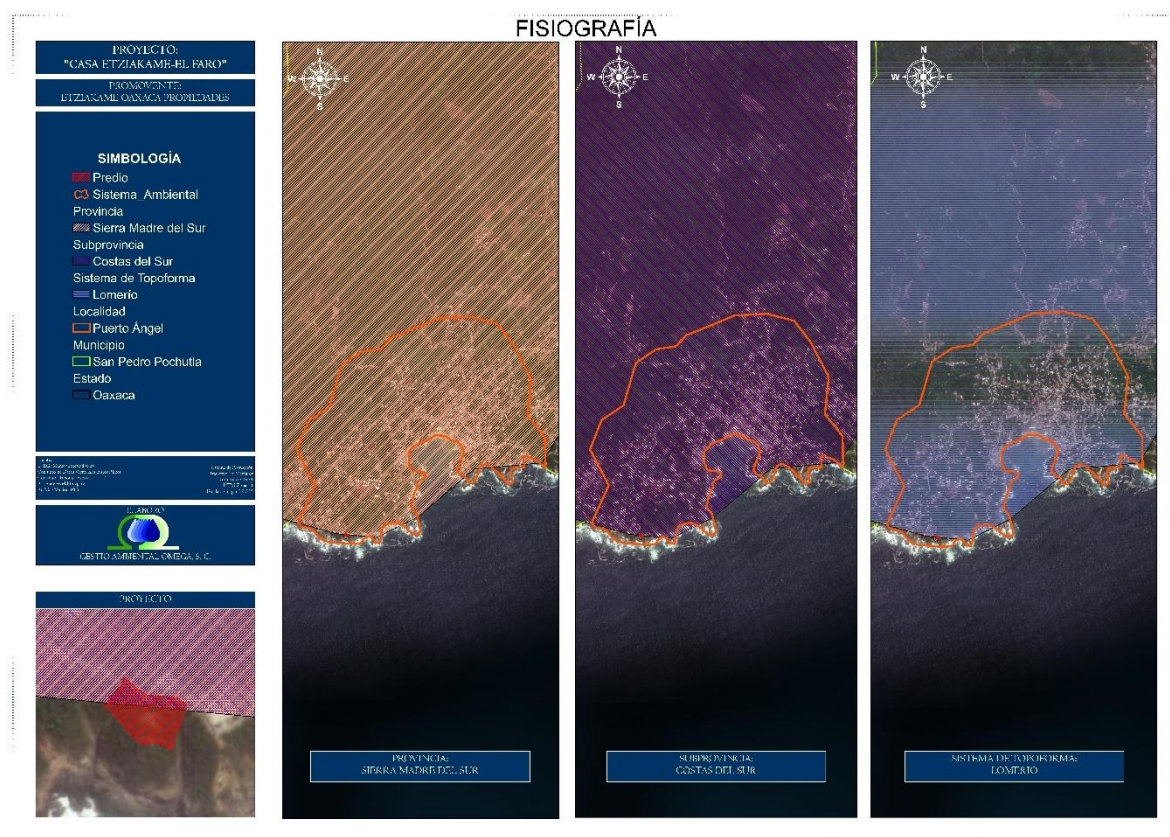 FISIOGRAFÍA
PROYECTO:
"CASA ETZIAKAME-EL FARO"
PROMOVENTE:
ETZIAKAME OAXACA PROPIEDADES
SIMBOLOGÍA
Predio
Sistema_Ambiental
Provincia
Sierra Madre del Sur
Subprovincia
Costas del Sur
Sistema de Topoforma
Lomerío
Localidad
Puerto Ángel
Municipio
San Pedro Pochutla
Estado
Oaxaca
ELABORÓ
GESTIO AMBIENTAL OMEGA, S. C.
PROYECTO
N
W E
S
PROVINCIA:
SIERRA MADRE DEL SUR
N
W E
S
SUBPROVINCIA:
COSTAS DEL SUR
N
W E
S
SISTEMA DE TOPOFORMA:
LOMERIO